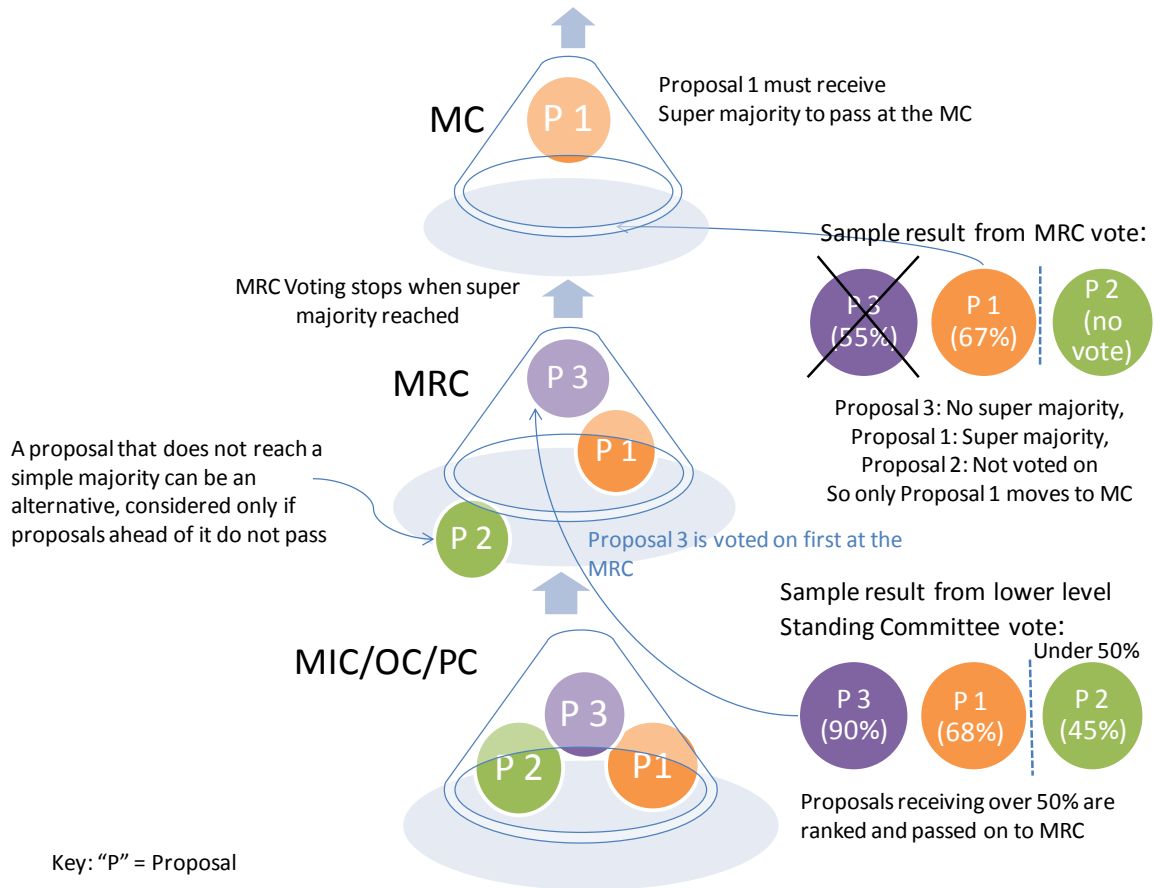 MC
P 1
Proposal 1 must receive
Super majority to pass at the MC
Sample result from MRC vote:
P 3
(55%)
P 1
(67%)
P 2
(no
vote)
Proposal 3: No super majority,
Proposal 1: Super majority,
Proposal 2: Not voted on
So only Proposal 1 moves to MC
MRC Voting stops when super
majority reached
MRC
P 3
P 1
P 2
A proposal that does not reach a
simple majority can be an
alternative, considered only if
proposals ahead of it do not pass
Proposal 3 is voted on first at the
MRC
Sample result from lower level
Standing Committee vote:
Under 50%
P 3
(90%)
P 1
(68%)
P 2
(45%)
Proposals receiving over 50% are
ranked and passed on to MRC
MIC/OC/PC
P 3
P 2
P1
Key: “P” = Proposal